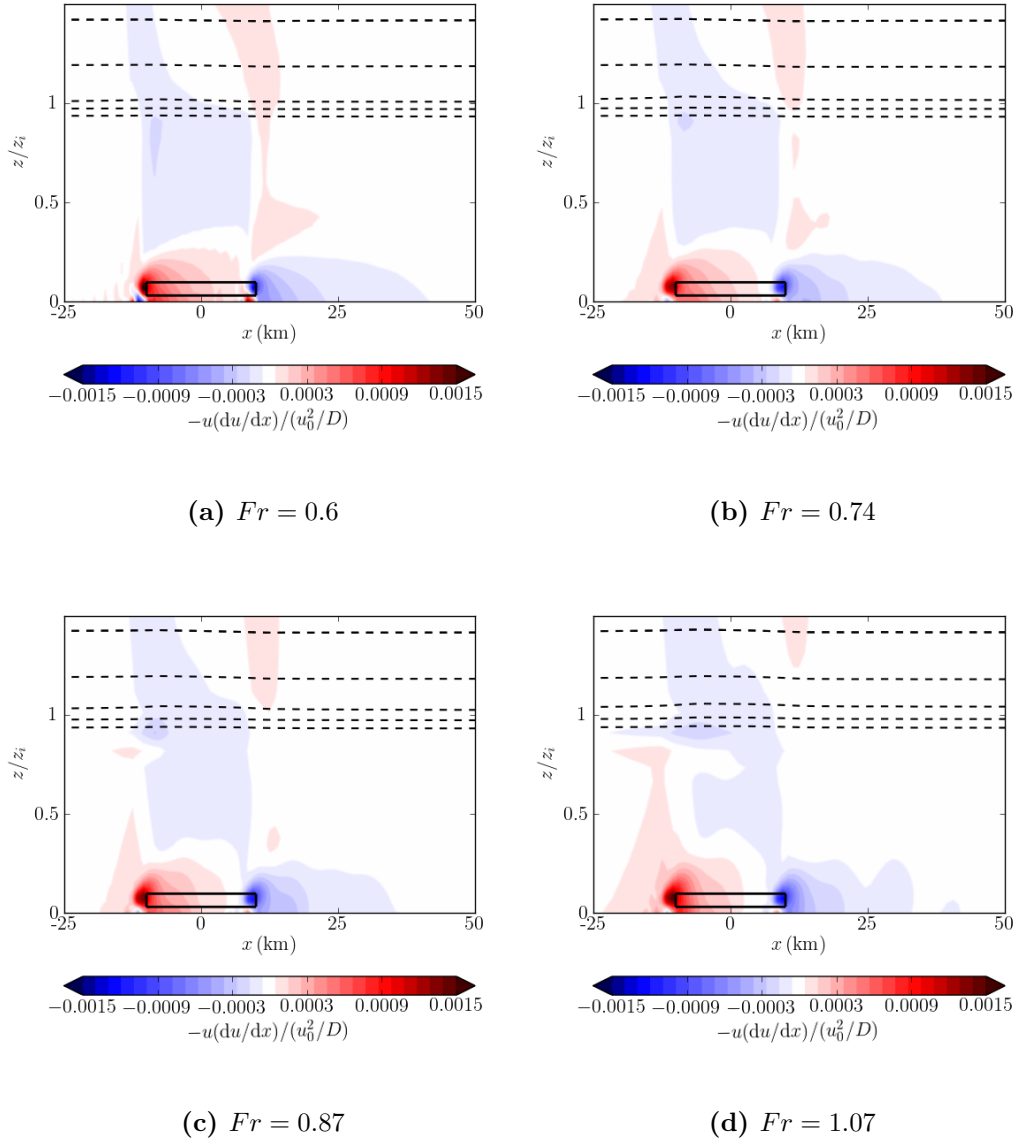 1
z/z_i
0.5
0
-25 0 25 50
x (km)
−0.0015 −0.0009 −0.0003 0.0003 0.0009 0.0015
−u(du/dx)/(u_0^2/D)
(a) Fr = 0.6
1
z/z_i
0.5
0
-25 0 25 50
x (km)
−0.0015 −0.0009 −0.0003 0.0003 0.0009 0.0015
−u(du/dx)/(u_0^2/D)
(b) Fr = 0.74
1
z/z_i
0.5
0
-25 0 25 50
x (km)
−0.0015 −0.0009 −0.0003 0.0003 0.0009 0.0015
−u(du/dx)/(u_0^2/D)
(c) Fr = 0.87
1
z/z_i
0.5
0
-25 0 25 50
x (km)
−0.0015 −0.0009 −0.0003 0.0003 0.0009 0.0015
−u(du/dx)/(u_0^2/D)
(d) Fr = 1.07